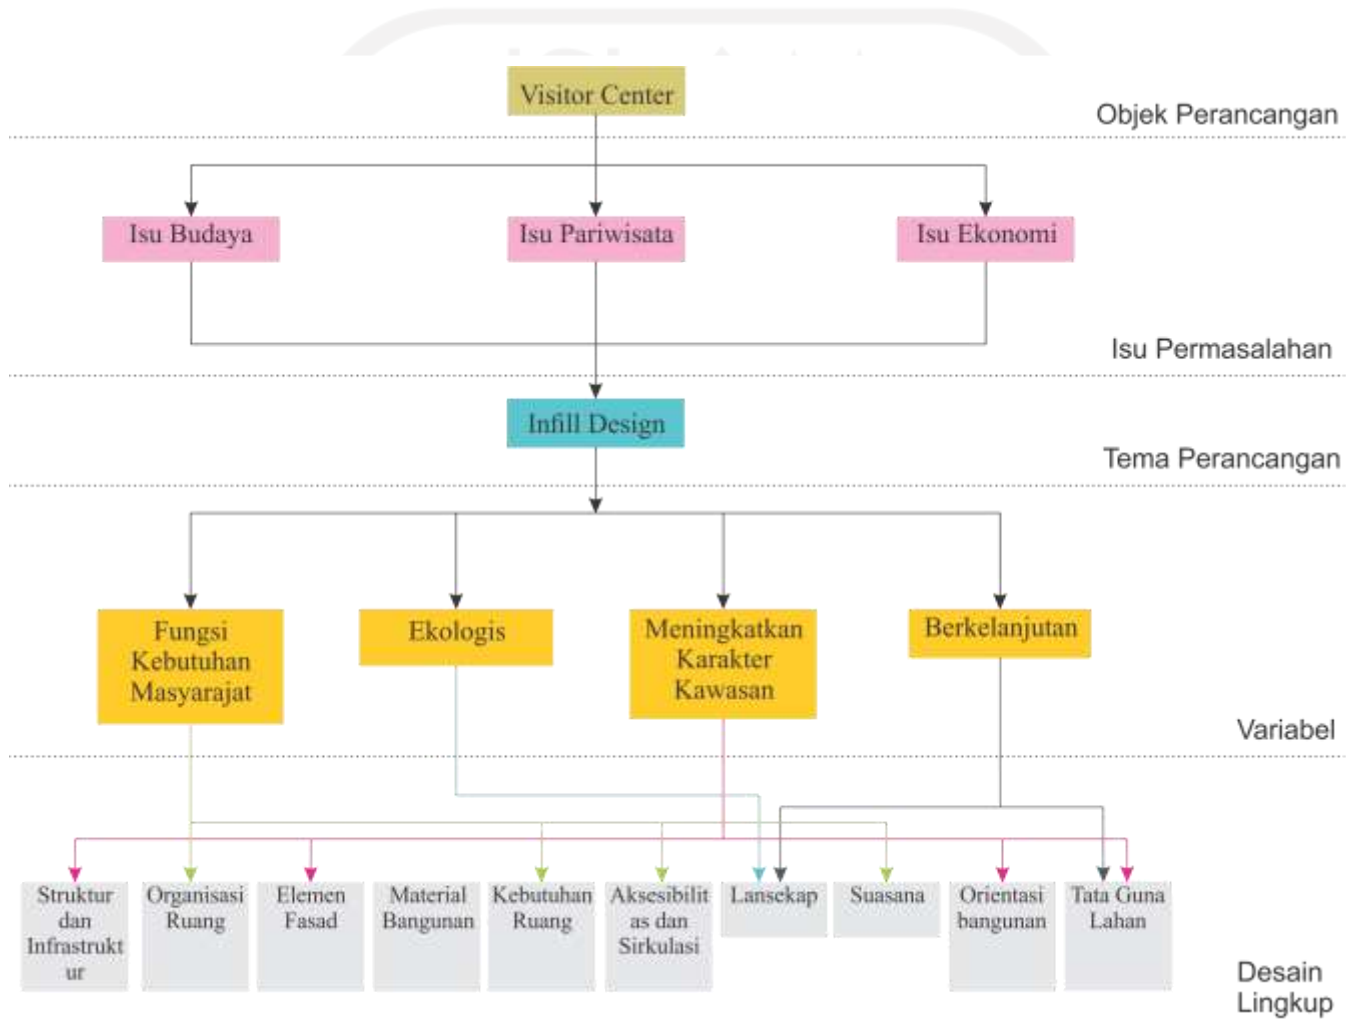 Visitor Center
Objek Perancangan
Isu Budaya
Isu Pariwisata
Isu Ekonomi
Isu Permasalahan
Infill Design
Tema Perancangan
Fungsi
Kebutuhan
Masyarajat
Ekologis
Meningkatkan
Karakter
Kawasan
Berkelanjutan
Variabel
Struktur
dan
Infrastrukt
ur
Organisasi
Ruang
Elemen
Fasad
Material
Bangunan
Kebutuhan
Ruang
Aksesibilit
as dan
Sirkulasi
Lansekap
Suasana
Orientasi
bangunan
Tata Guna
Lahan
Desain
Lingkup